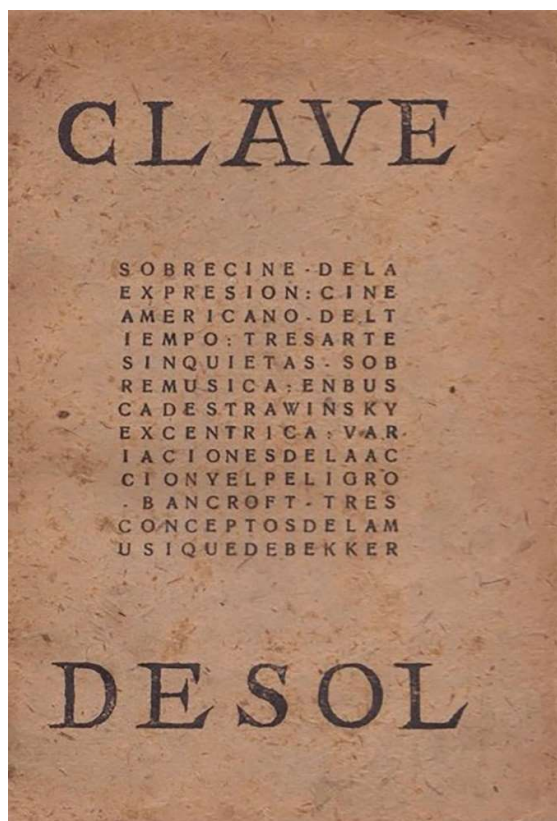 CLAVE
SOBRECINE-DELA
EXPRESION:CINE
AMERICANO-DELT
IEMPO:TRESARTE
SINQUIETAS-SOB
REMUSICA:ENBUS
CADESTRAWINSKY
EXCENTRICA:VAR
IACIONESDELAAC
CIONYELPELIGRO
-BANCROFT-TRES
CONCEPTOSDELAM
USIQUEDEBEKKER
DESOL